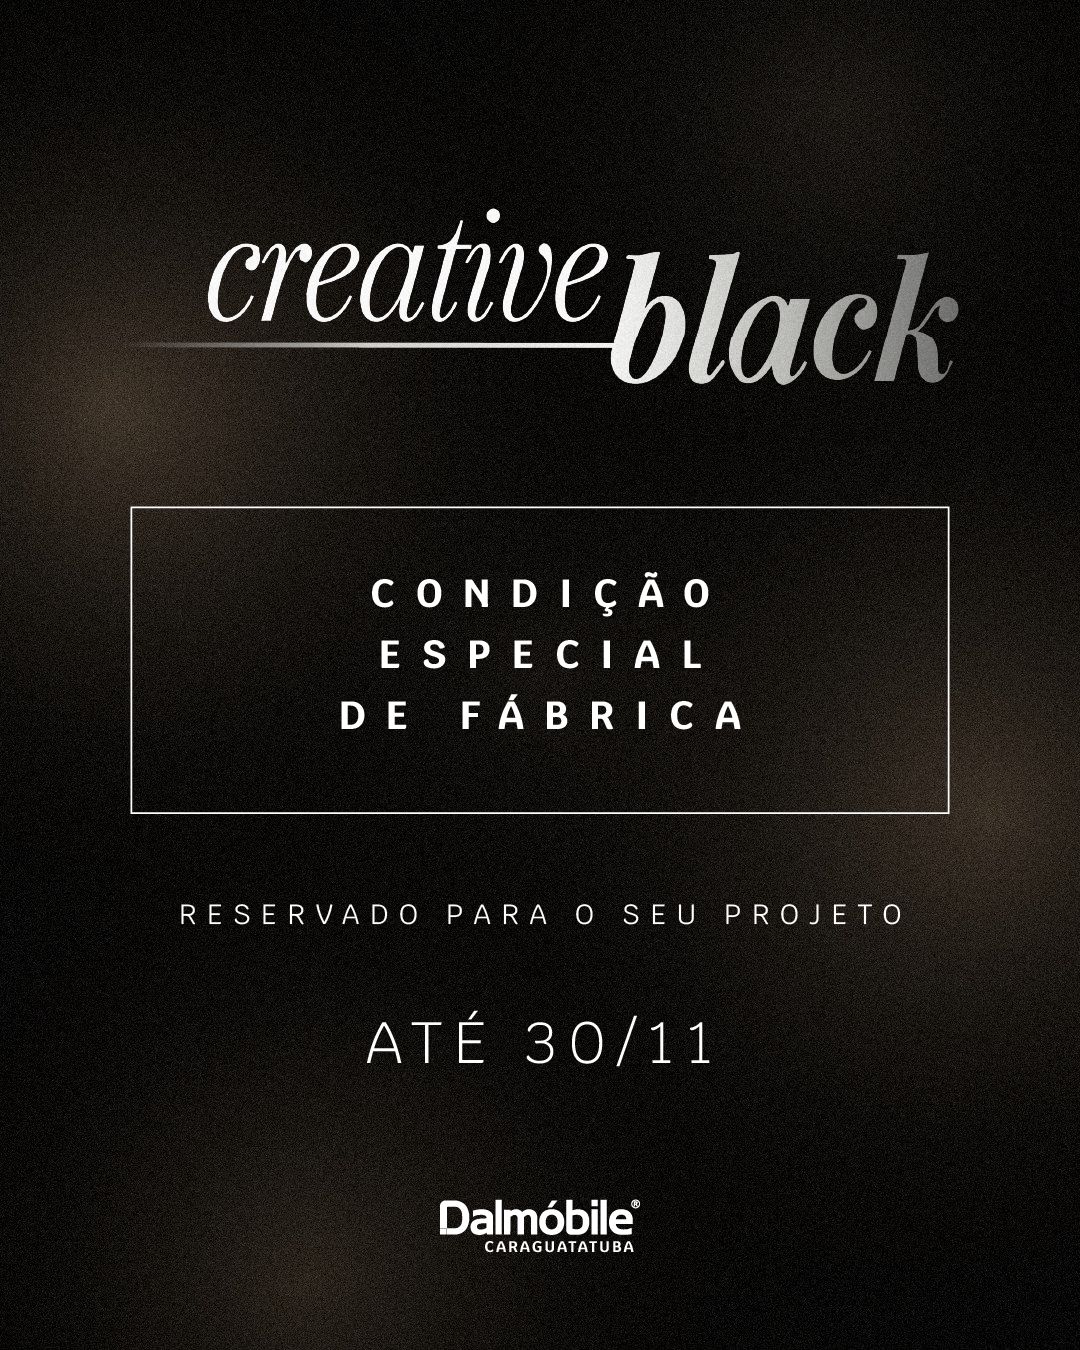 creative black
CONDIÇÃO
ESPECIAL
DE FÁBRICA
RESERVADO PARA O SEU PROJETO
ATÉ 30/11
Dalmóbile®
CARAGUATATUBA